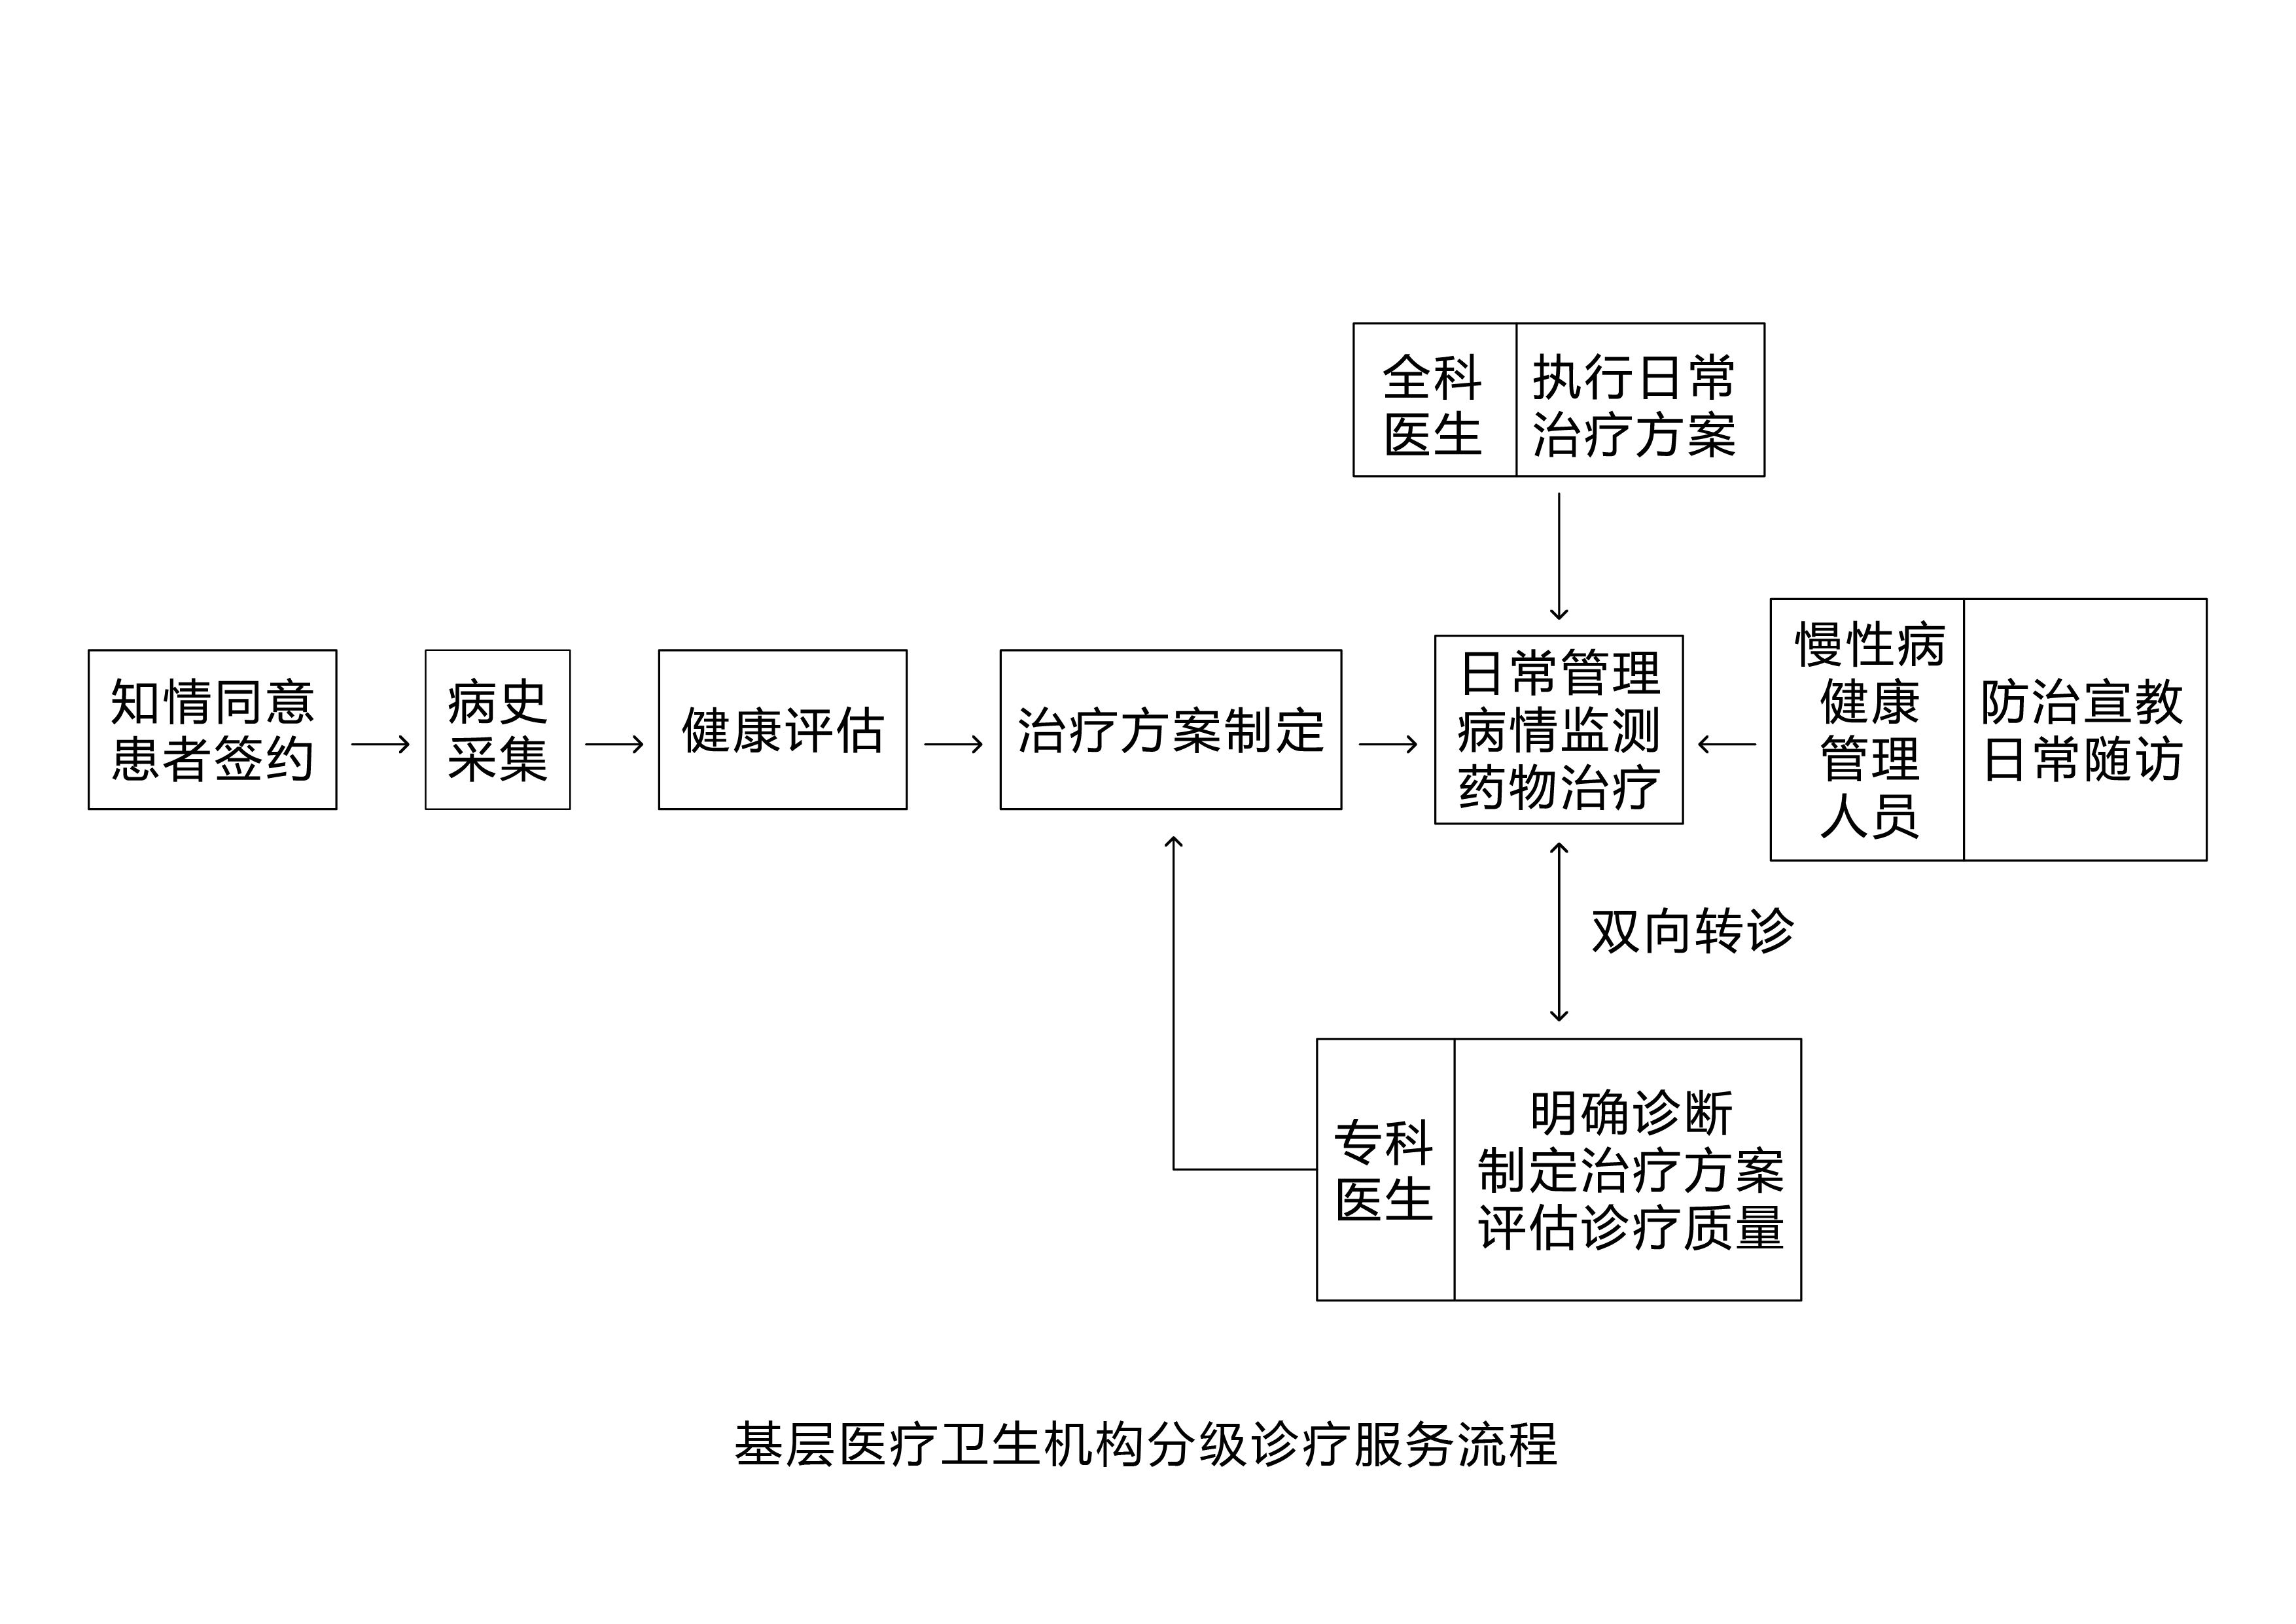 全科
医生
执行日常
治疗方案
知情同意
患者签约
病史
采集
健康评估
治疗方案制定
日常管理
病情监测
药物治疗
慢性病
健康
管理
人员
防治宣教
日常随访
双向转诊
专科
医生
明确诊断
制定治疗方案
评估诊疗质量
基层医疗卫生机构分级诊疗服务流程